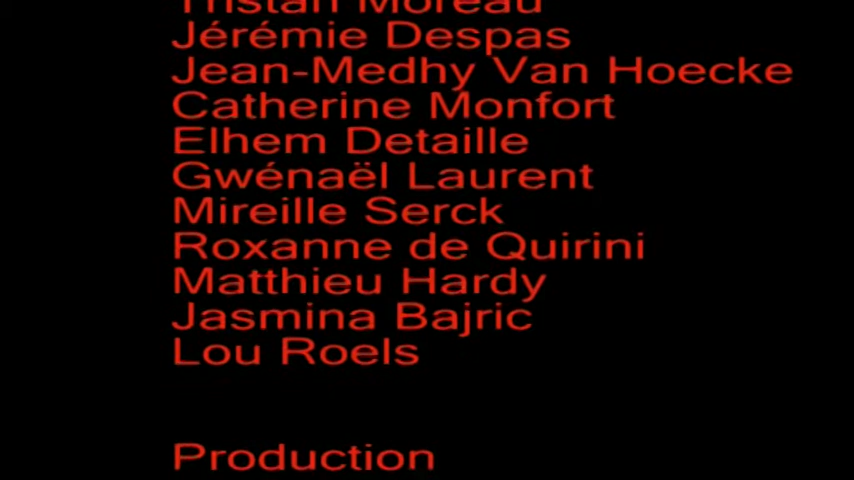 Tristan Moreau
Jérémie Despas
Jean-Medhy Van Hoecke
Catherine Monfort
Elhem Detaille
Gwénaël Laurent
Mireille Serck
Roxanne de Quirini
Matthieu Hardy
Jasmina Bajric
Lou Roels
Production